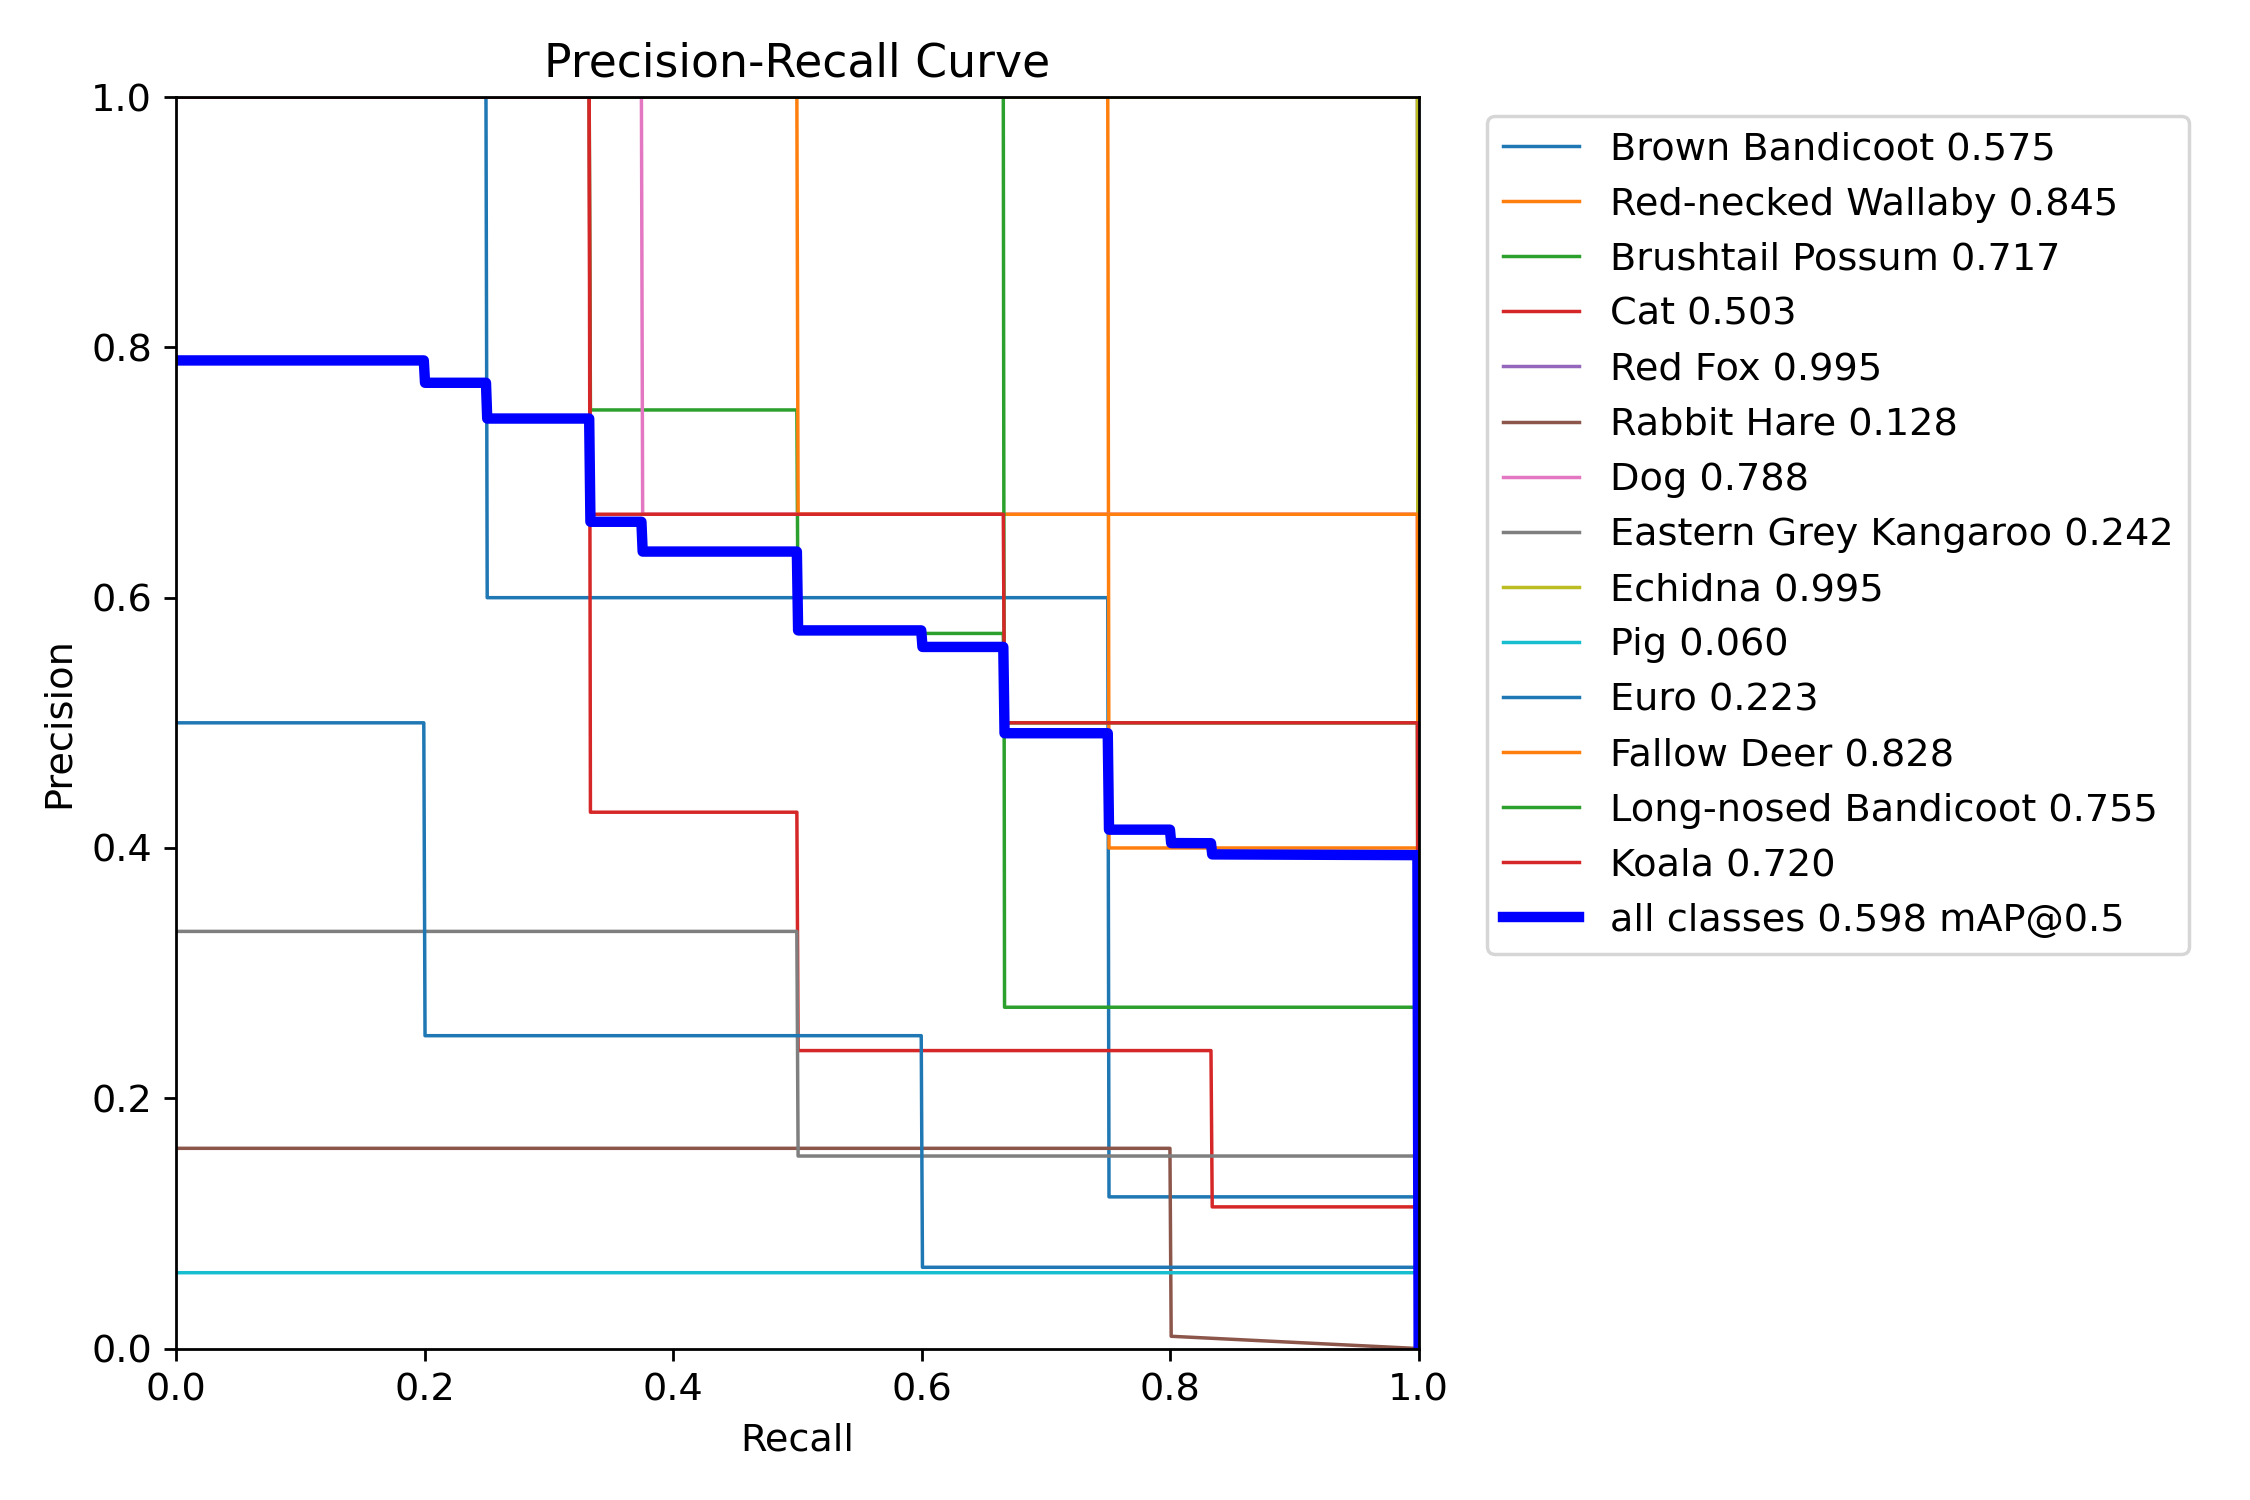 Precision-Recall Curve
1.0
0.8
0.6
0.4
0.2
0.0
Precision
0.0 0.2 0.4 0.6 0.8 1.0
Recall
Brown Bandicoot 0.575
Red-necked Wallaby 0.845
Brushtail Possum 0.717
Cat 0.503
Red Fox 0.995
Rabbit Hare 0.128
Dog 0.788
Eastern Grey Kangaroo 0.242
Echidna 0.995
Pig 0.060
Euro 0.223
Fallow Deer 0.828
Long-nosed Bandicoot 0.755
Koala 0.720
all classes 0.598 mAP@0.5